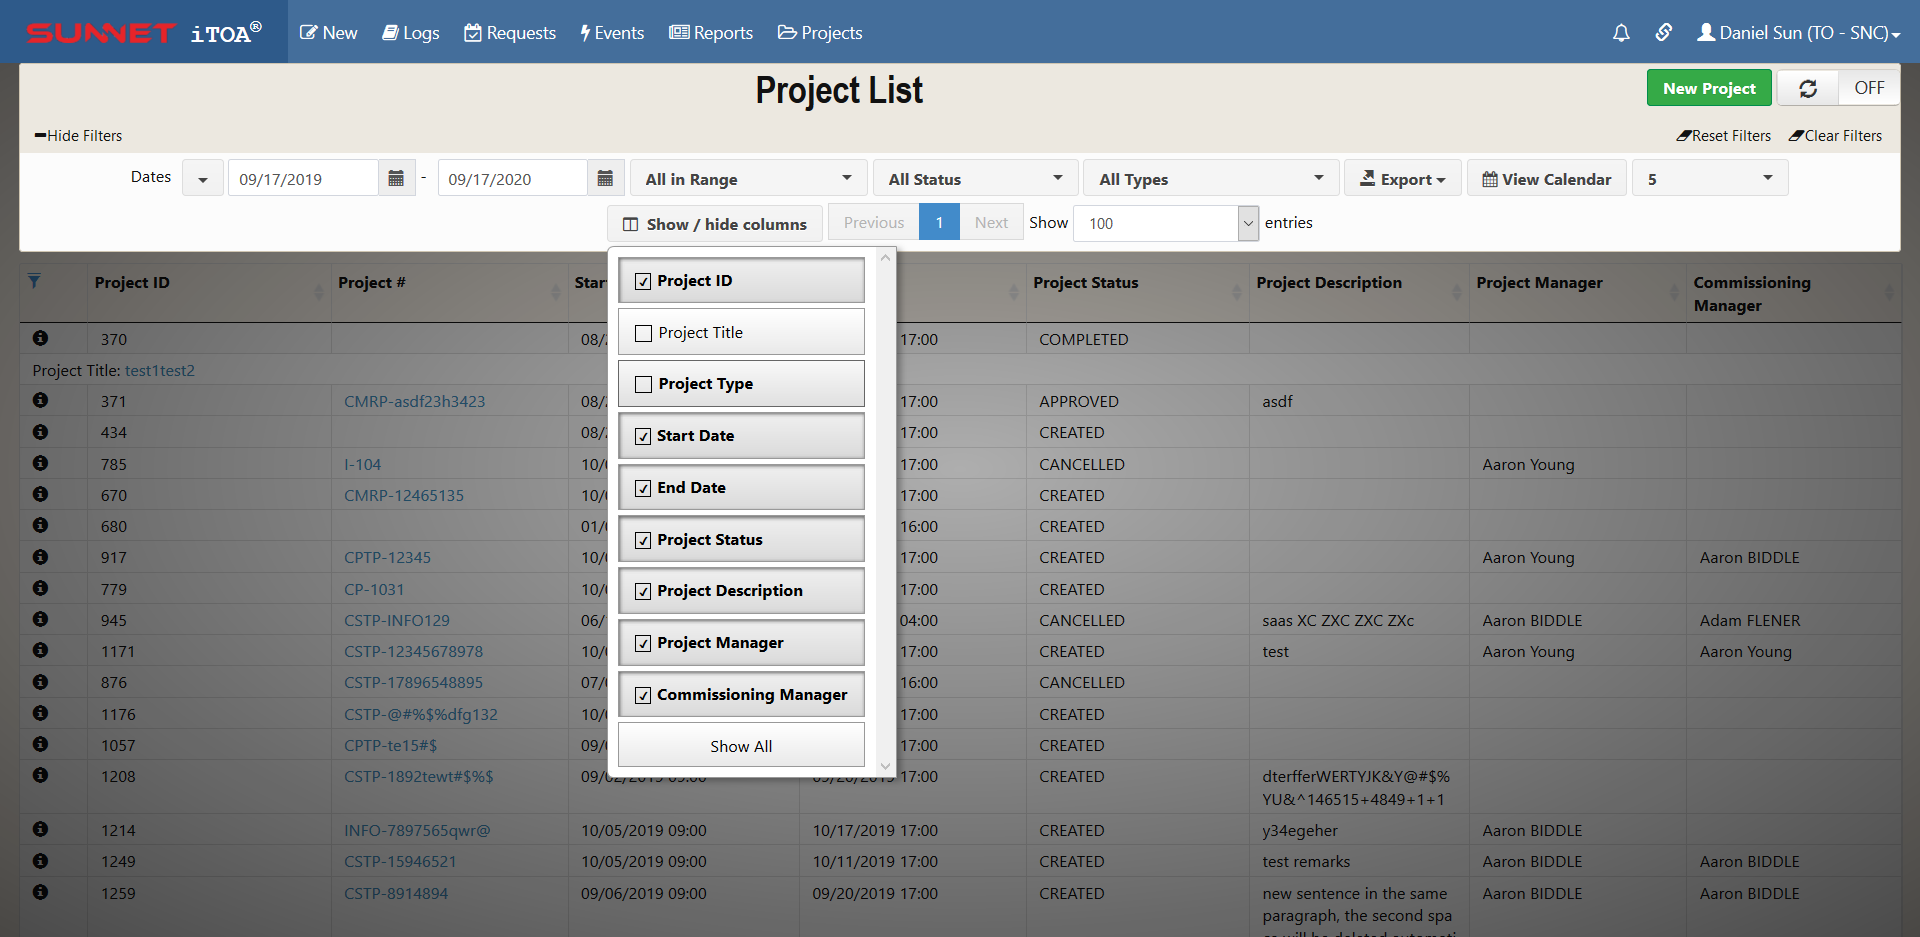 SUNNET iTOA®
New
Logs
Requests
Events
Reports
Projects
Daniel Sun (TO - SNC)
Project List
New Project
OFF
Hide Filters
Reset Filters
Clear Filters
Dates
09/17/2019
-
09/17/2020
All in Range
All Status
All Types
Export
View Calendar
5
Show / hide columns
Previous
1
Next
Show
100
entries
Project ID
Project Title
Project Type
Start Date
End Date
Project Status
Project Description
Project Manager
Commissioning Manager
Show All
Project ID Project # Star Project Status Project Description Project Manager Commissioning
Manager
370 08/ 17:00 COMPLETED
Project Title: test1test2
371 CMRP-asdf23h3423 08/ 17:00 APPROVED asdf
434 08/ 17:00 CREATED
785 I-104 10/ 17:00 CANCELLED Aaron Young
670 CMRP-12465135 10/ 17:00 CREATED
680 01/ 16:00 CREATED
917 CPTP-12345 10/ 17:00 CREATED Aaron Young Aaron BIDDLE
779 CP-1031 10/ 17:00 CREATED
945 CSTP-INFO129 06/ 04:00 CANCELLED saas XC ZXC ZXC ZXc Aaron BIDDLE Adam FLENER
1171 CSTP-12345678978 10/ 17:00 CREATED test Aaron Young Aaron Young
876 CSTP-17896548895 07/ 16:00 CANCELLED
1176 CSTP-@#%$%dfg132 10/ 17:00 CREATED
1057 CPTP-te15#$ 09/ 17:00 CREATED
1208 CSTP-1892tewt#$%$ 17:00 CREATED dterfferWERTYJK&Y@#$%
YU&^146515+4849+1+1
1214 INFO-7897565qwr@ 10/05/2019 09:00 10/17/2019 17:00 CREATED y34egeher Aaron BIDDLE
1249 CSTP-15946521 10/05/2019 09:00 10/11/2019 17:00 CREATED test remarks Aaron BIDDLE Aaron BIDDLE
1259 CSTP-8914894 09/06/2019 09:00 09/20/2019 17:00 CREATED new sentence in the same Aaron BIDDLE Aaron BIDDLE
paragraph, the second spa